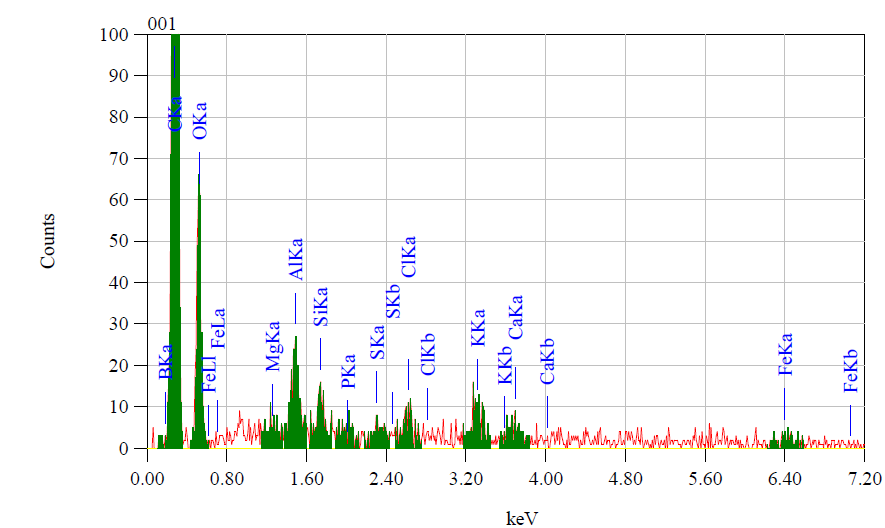 001
100
90
80
70
60
50
40
30
20
10
0
Counts
CKa
OKa
BKa
FeLl
FeLa
MgKa
AlKa
SiKa
PKa
SKa
SKb
ClKa
ClKb
KKa
KKb
CaKa
CaKb
FeKa
FeKb
0.00 0.80 1.60 2.40 3.20 4.00 4.80 5.60 6.40 7.20
keV